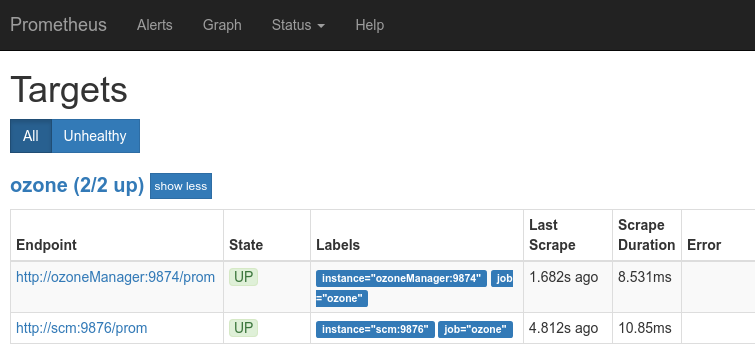 Prometheus Alerts Graph Status Help
Targets
All Unhealthy
ozone (2/2 up) show less
Endpoint State Labels Last Scrape Scrape Duration Error
http://ozoneManager:9874/prom UP instance="ozoneManager:9874" job="ozone" 1.682s ago 8.531ms
http://scm:9876/prom UP instance="scm:9876" job="ozone" 4.812s ago 10.85ms